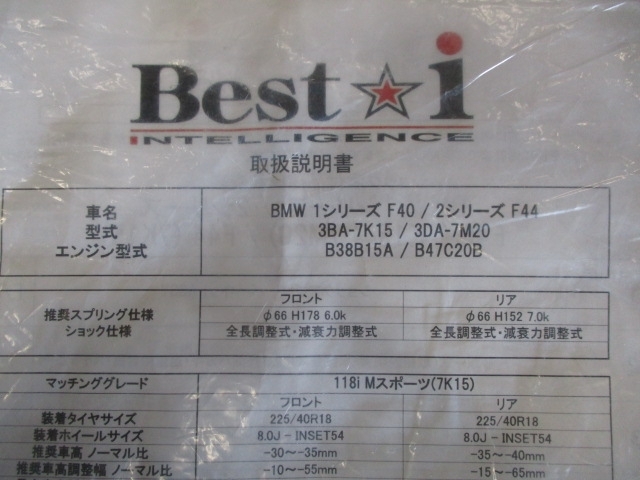 Best★i
INTELLIGENCE
取扱説明書
車名 BMW 1シリーズ F40 / 2シリーズ F44
型式 3BA-7K15 / 3DA-7M20
エンジン型式 B38B15A / B47C20B
フロント リア
推奨スプリング仕様 φ66 H178 6.0k φ66 H152 7.0k
ショック仕様 全長調整式・減衰力調整式 全長調整式・減衰力調整式
マッチンググレード 118i Mスポーツ(7K15)
フロント リア
装着タイヤサイズ 225/40R18 225/40R18
装着ホイールサイズ 8.0J - INSET54 8.0J - INSET54
推奨車高 ノーマル比 -30～-35mm -35～-40mm
推奨車高調整幅 ノーマル比 -10～-55mm -15～-65mm